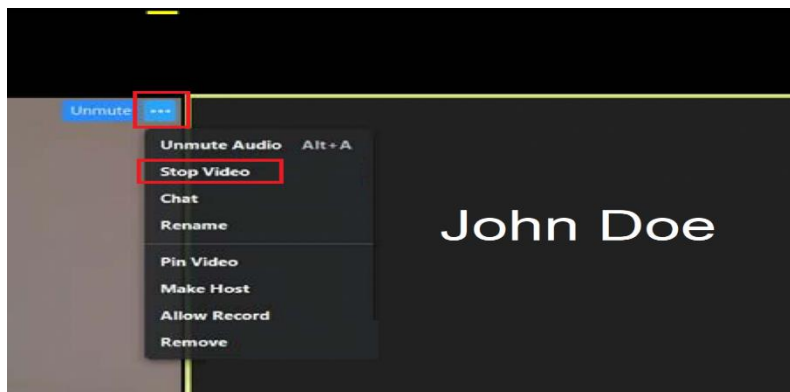 Unmute ...
Unmute Audio Alt+A
Stop Video
Chat
Rename
John Doe
Pin Video
Make Host
Allow Record
Remove